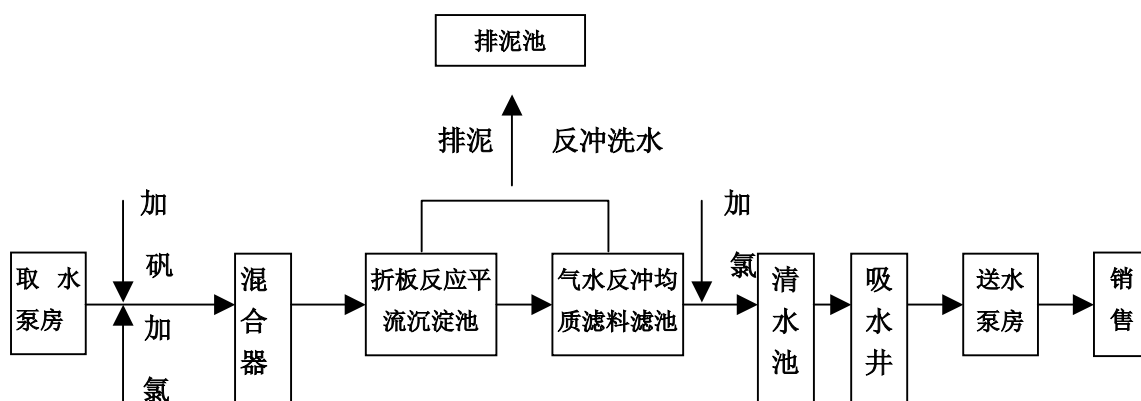 排泥池
排泥
反冲洗水
加矾
加氯
加氯
取水
泵房
混合器
折板反应平
流沉淀池
气水反冲均
质滤料滤池
清水池
吸水井
送水
泵房
销售